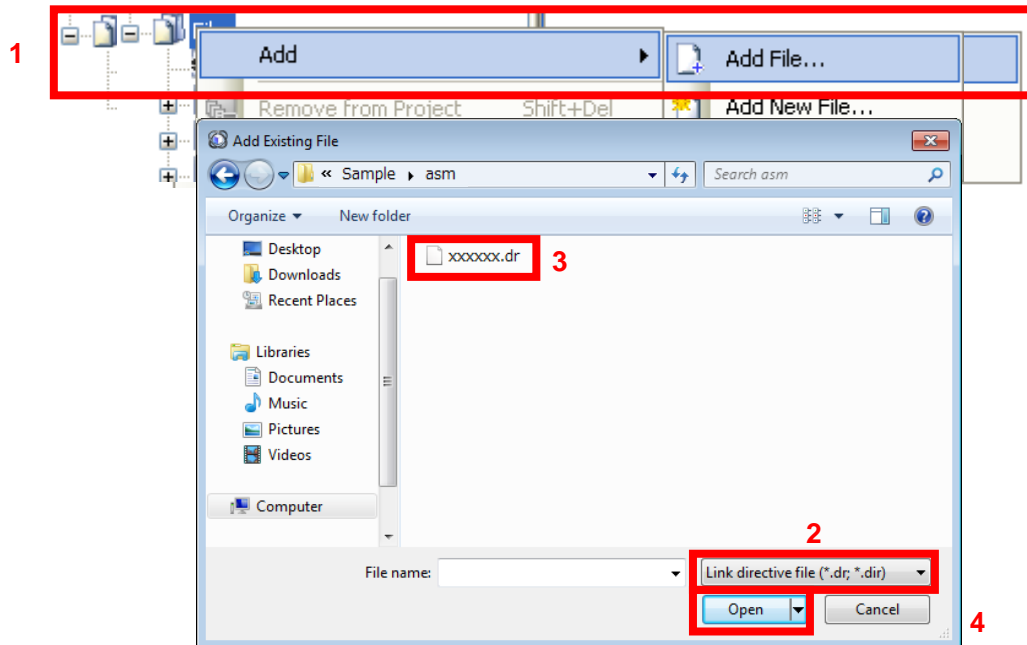 1
Add
Add File...
Remove from Project Shift+Del
Add New File...
Add Existing File
« Sample asm
Search asm
Organize
New folder
Desktop
Downloads
Recent Places
Libraries
Documents
Music
Pictures
Videos
Computer
xxxxxx.dr
3
2
File name:
Link directive file (*.dr; *.dir)
Open
Cancel
4